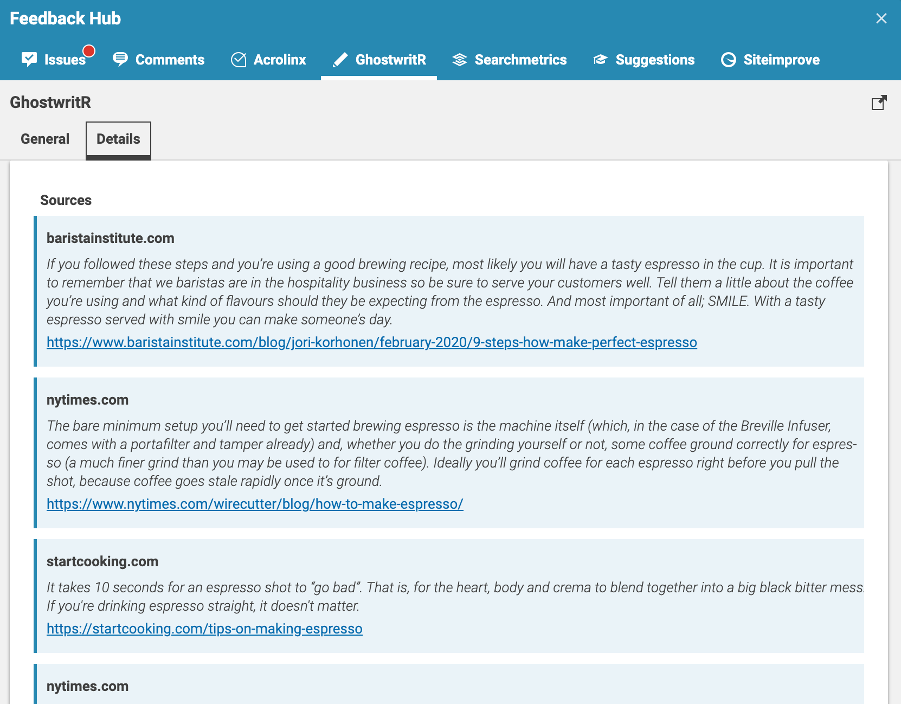 Feedback Hub
Issues Comments Acrolinx GhostwritR Searchmetrics Suggestions Siteimprove
GhostwritR
General Details
Sources
baristainstitute.com
If you followed these steps and you're using a good brewing recipe, most likely you will have a tasty espresso in the cup. It is important
to remember that we baristas are in the hospitality business so be sure to serve your customers well. Tell them a little about the coffee
you're using and what kind of flavours should they be expecting from the espresso. And most important of all; SMILE. With a tasty
espresso served with smile you can make someone's day.
https://www.baristainstitute.com/blog/jori-korhonen/february-2020/9-steps-how-make-perfect-espresso
nytimes.com
The bare minimum setup you'll need to get started brewing espresso is the machine itself (which, in the case of the Breville Infuser,
comes with a portafilter and tamper already) and, whether you do the grinding yourself or not, some coffee ground correctly for espres-
so (a much finer grind than you may be used to for filter coffee). Ideally you'll grind coffee for each espresso right before you pull the
shot, because coffee goes stale rapidly once it's ground.
https://www.nytimes.com/wirecutter/blog/how-to-make-espresso/
startcooking.com
It takes 10 seconds for an espresso shot to "go bad". That is, for the heart, body and crema to blend together into a big black bitter mess.
If you're drinking espresso straight, it doesn't matter.
https://startcooking.com/tips-on-making-espresso
nytimes.com